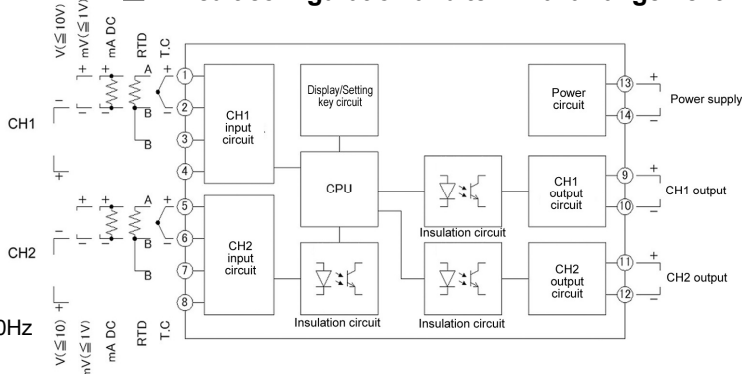 V(≦10V)
mV(≦1V)
mA DC
RTD
T.C
+
+
A
+
1
13
+
Power supply
Display/Setting
key circuit
Power
circuit
−
−
−
B
−
2
14
−
CH1
CH1
input
circuit
B
3
+
4
CPU
9
+
CH1
output
circuit
CH1 output
10
−
Insulation circuit
+
+
A
+
5
−
−
−
B
−
6
CH2
CH2
input
circuit
B
7
+
8
11
+
CH2
output
circuit
CH2 output
12
−
Insulation circuit
Insulation circuit
0Hz
V(≦10)
mV(≦1V)
mA DC
RTD
T.C